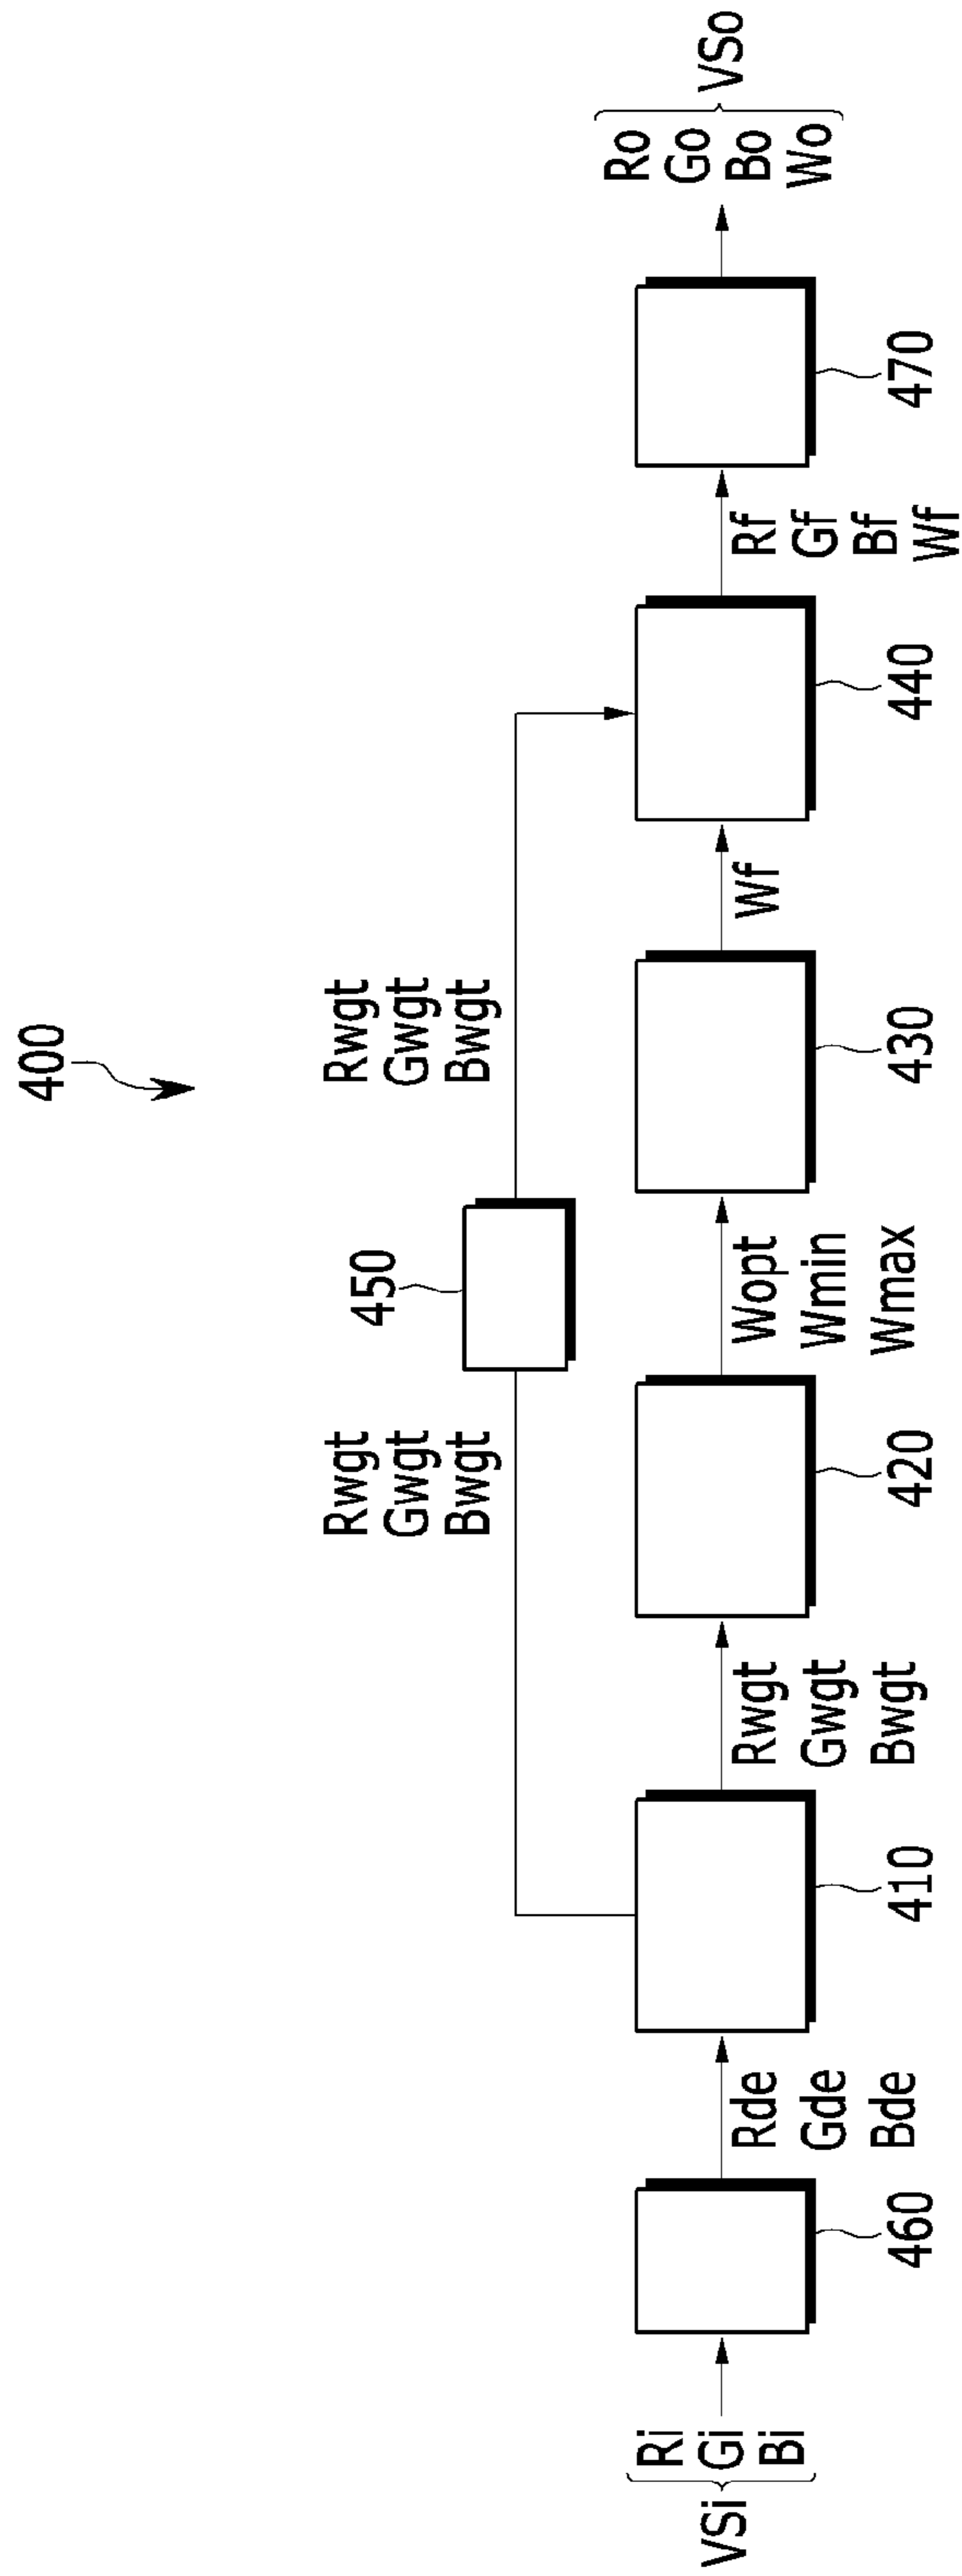 400
Rwgt
Gwgt
Bwgt
450
Rwgt
Gwgt
Bwgt
VSi
Ri
Gi
Bi
460
Rde
Gde
Bde
410
Rwgt
Gwgt
Bwgt
420
Wopt
Wmin
Wmax
430
Wf
440
Rf
Gf
Bf
Wf
470
Ro
Go
Bo
Wo
VSo